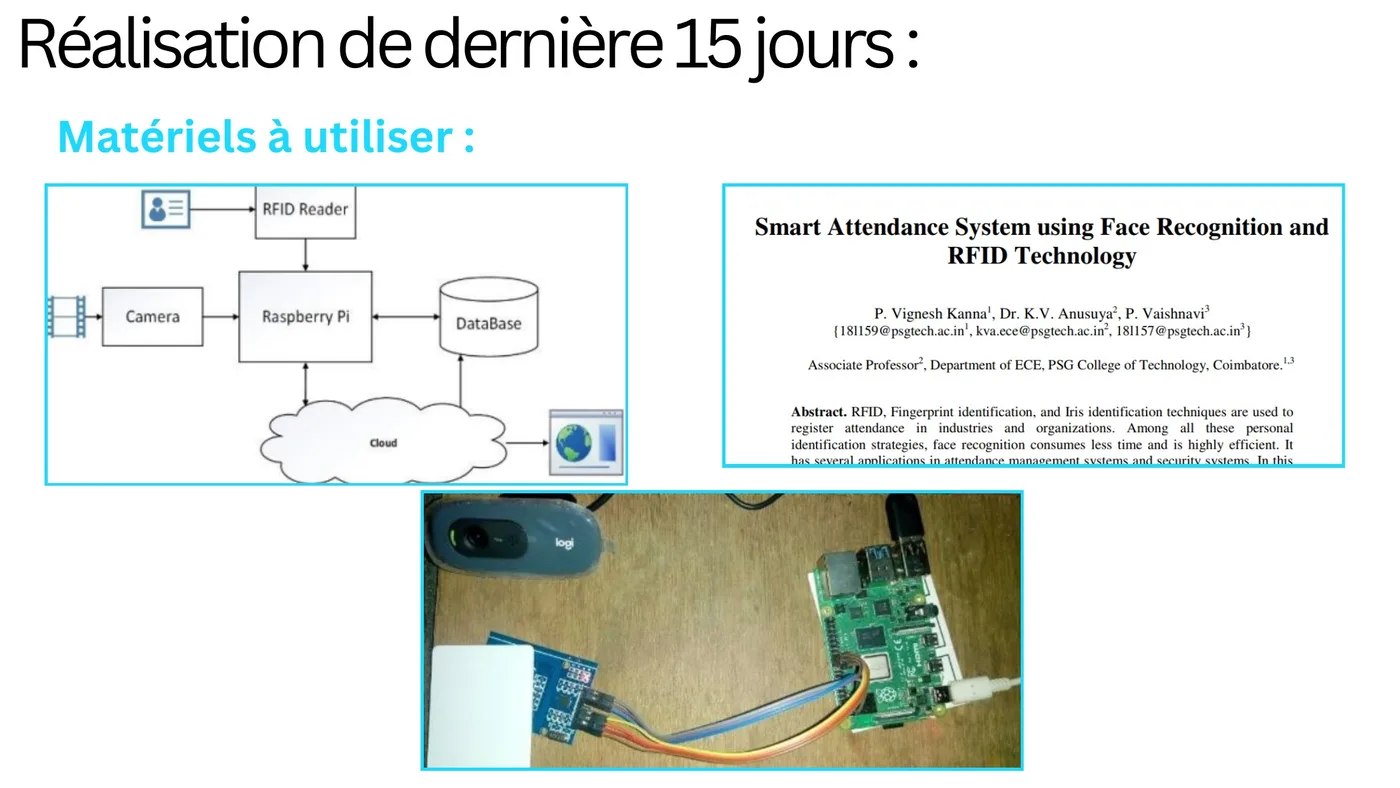 Réalisation de dernière 15 jours :
Matériels à utiliser :
RFID Reader
Camera
Raspberry Pi
DataBase
Cloud
Smart Attendance System using Face Recognition and
RFID Technology
P. Vignesh Kanna1, Dr. K.V. Anusuya2, P. Vaishnavi3
{18l159@psgtech.ac.in1, kva.ece@psgtech.ac.in2, 18l157@psgtech.ac.in3}
Associate Professor2, Department of ECE, PSG College of Technology, Coimbatore.1,3
Abstract. RFID, Fingerprint identification, and Iris identification techniques are used to
register attendance in industries and organizations. Among all these personal
identification strategies, face recognition consumes less time and is highly efficient. It
has several applications in attendance management systems and security systems. In this
logi